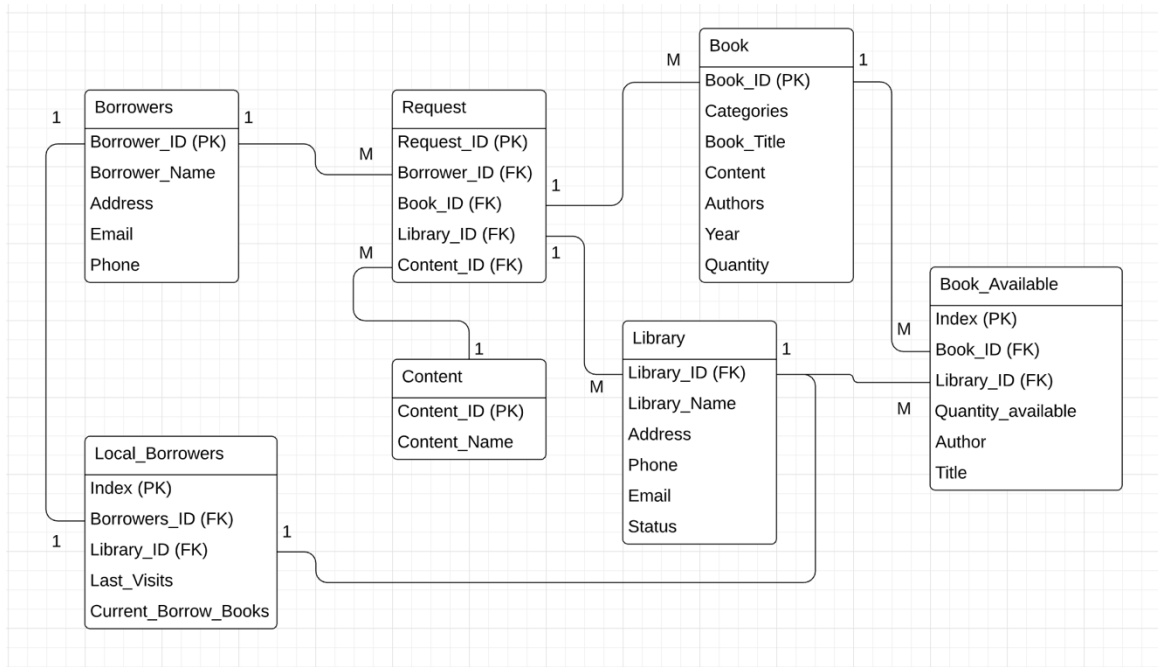 Borrowers
Borrower_ID (PK)
Borrower_Name
Address
Email
Phone
1
1
Request
Request_ID (PK)
Borrower_ID (FK)
Book_ID (FK)
Library_ID (FK)
Content_ID (FK)
M
M
1
1
Book
Book_ID (PK)
Categories
Book_Title
Content
Authors
Year
Quantity
M
1
Content
Content_ID (PK)
Content_Name
1
Library
Library_ID (FK)
Library_Name
Address
Phone
Email
Status
1
M
Book_Available
Index (PK)
Book_ID (FK)
Library_ID (FK)
Quantity_available
Author
Title
M
M
Local_Borrowers
Index (PK)
Borrowers_ID (FK)
Library_ID (FK)
Last_Visits
Current_Borrow_Books
1
1